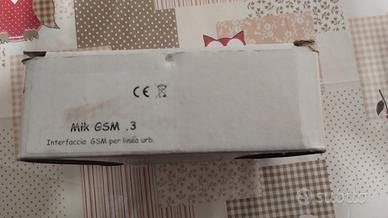 CE
Mik GSM .3
Interfaccia GSM per linea urb.
subito